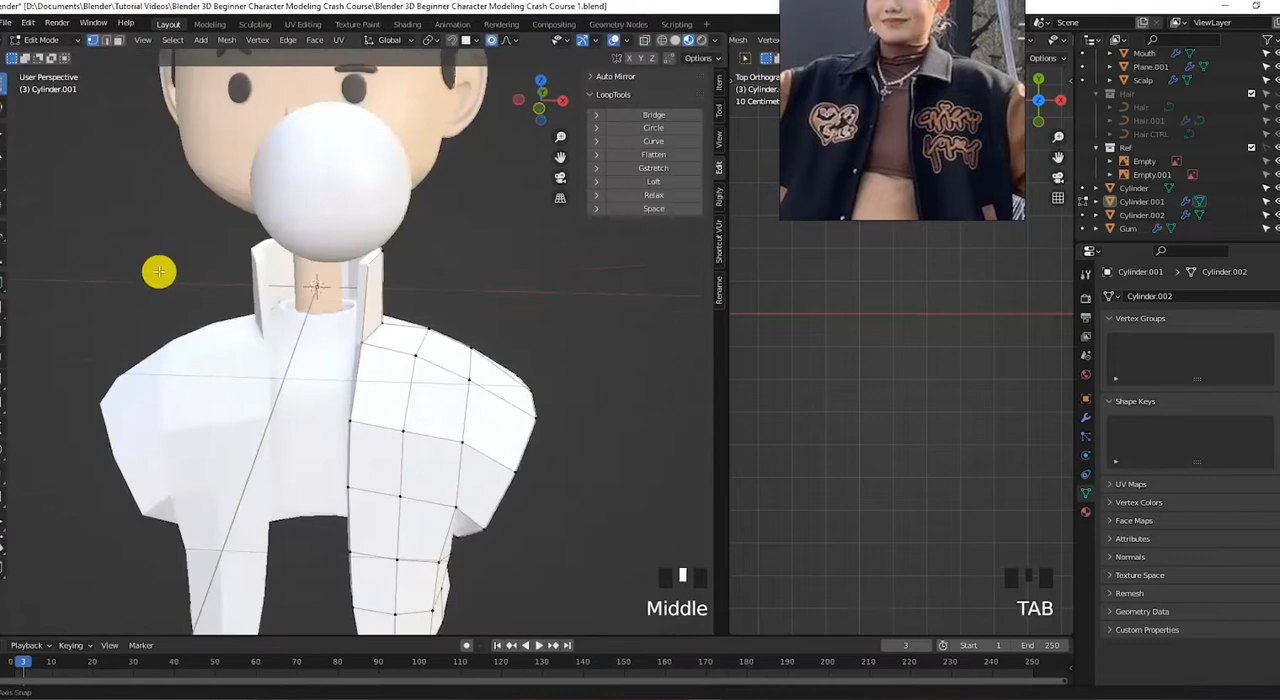 ender* [D:\Documents\Blender\Tutorial Videos\Blender 3D Beginner Character Modeling Crash Course\Blender 3D Beginner Character Modeling Crash Course 1.blend]
File Edit Render Window Help Layout Modeling Sculpting UV Editing Texture Paint Shading Animation Rendering Compositing Geometry Nodes Scripting + Scene ViewLayer
Edit Mode View Select Add Mesh Vertex Edge Face UV Global Mesh
X Y Z Options Options
User Perspective
(3) Cylinder.001
Auto Mirror
LoopTools
Bridge
Circle
Curve
Flatten
Gstretch
Loft
Relax
Space
Item
Tool
View
Edit
Rigify
Shortcut VUr
Rename
Top Orthogra
(3) Cylinder.
10 Centimet
Mouth
Plane.001
Scalp
Hair
Hair
Hair.001
Hair.CTRL
Ref
Empty
Empty.001
Cylinder
Cylinder.001
Cylinder.002
Gum
Cylinder.001 > Cylinder.002
Cylinder.002
Vertex Groups
Shape Keys
UV Maps
Vertex Colors
Face Maps
Attributes
Normals
Texture Space
Remesh
Geometry Data
Custom Properties
Middle TAB
Playback Keying View Marker 3 Start 1 End 250
0 3 10 20 30 40 50 60 70 80 90 100 110 120 130 140 150 160 170 180 190 200 210 220 230 240 250
Axis Snap